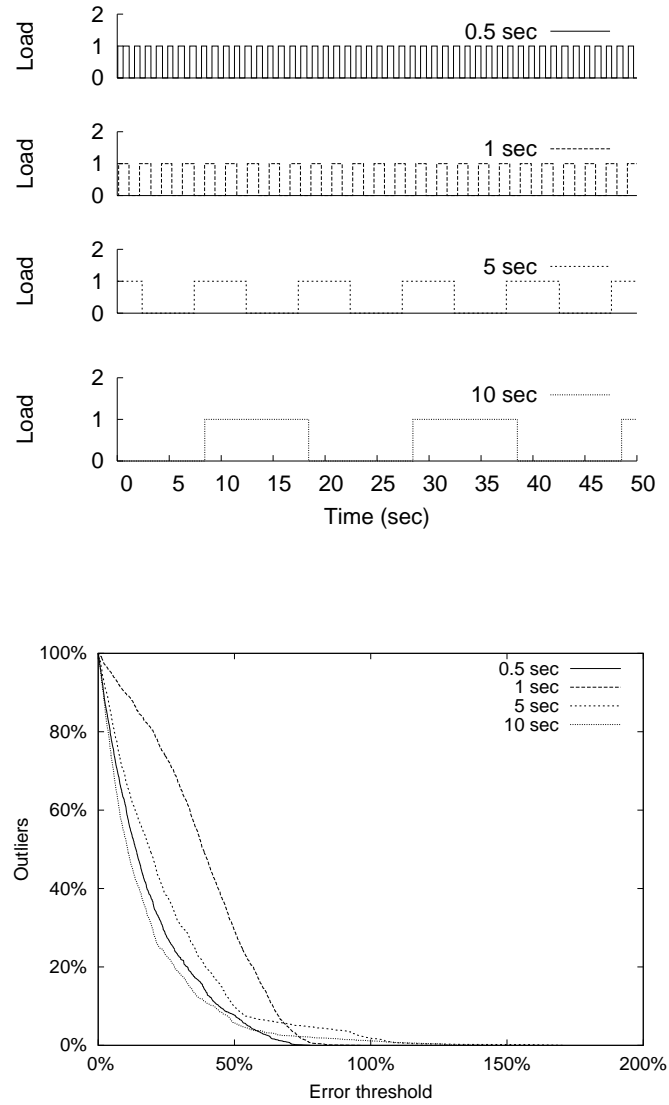 2
1
0
Load
0.5 sec
2
1
0
Load
1 sec
2
1
0
Load
5 sec
2
1
0
Load
10 sec
0 5 10 15 20 25 30 35 40 45 50
Time (sec)
100%
80%
60%
40%
20%
0%
Outliers
0.5 sec
1 sec
5 sec
10 sec
0% 50% 100% 150% 200%
Error threshold